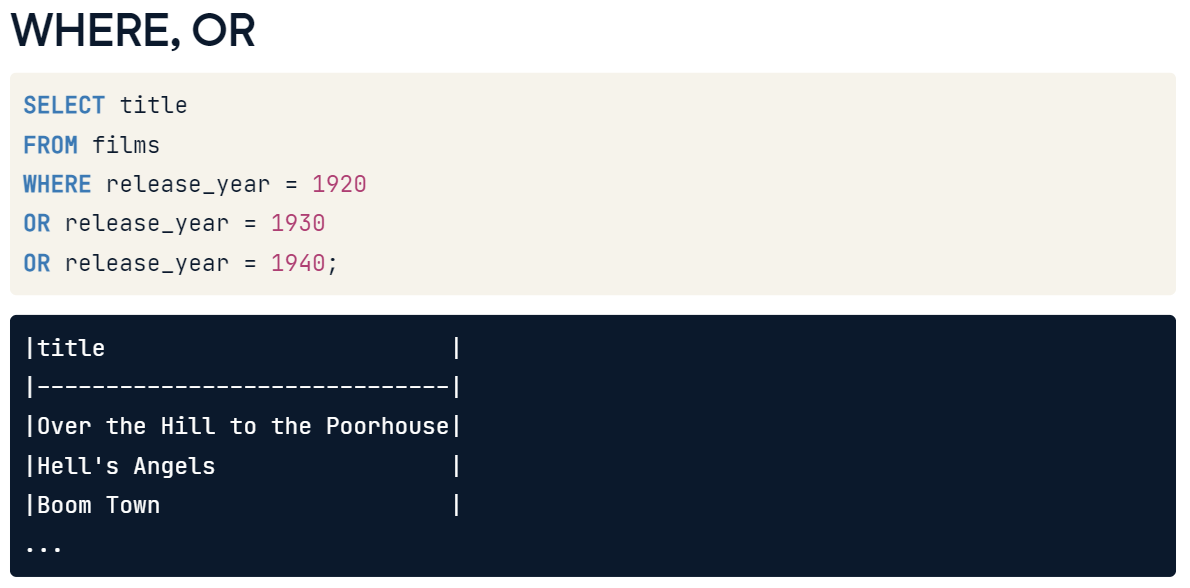 WHERE, OR
SELECT title
FROM films
WHERE release_year = 1920
OR release_year = 1930
OR release_year = 1940;
|title                         |
|------------------------------|
|Over the Hill to the Poorhouse|
|Hell's Angels                 |
|Boom Town                     |
...